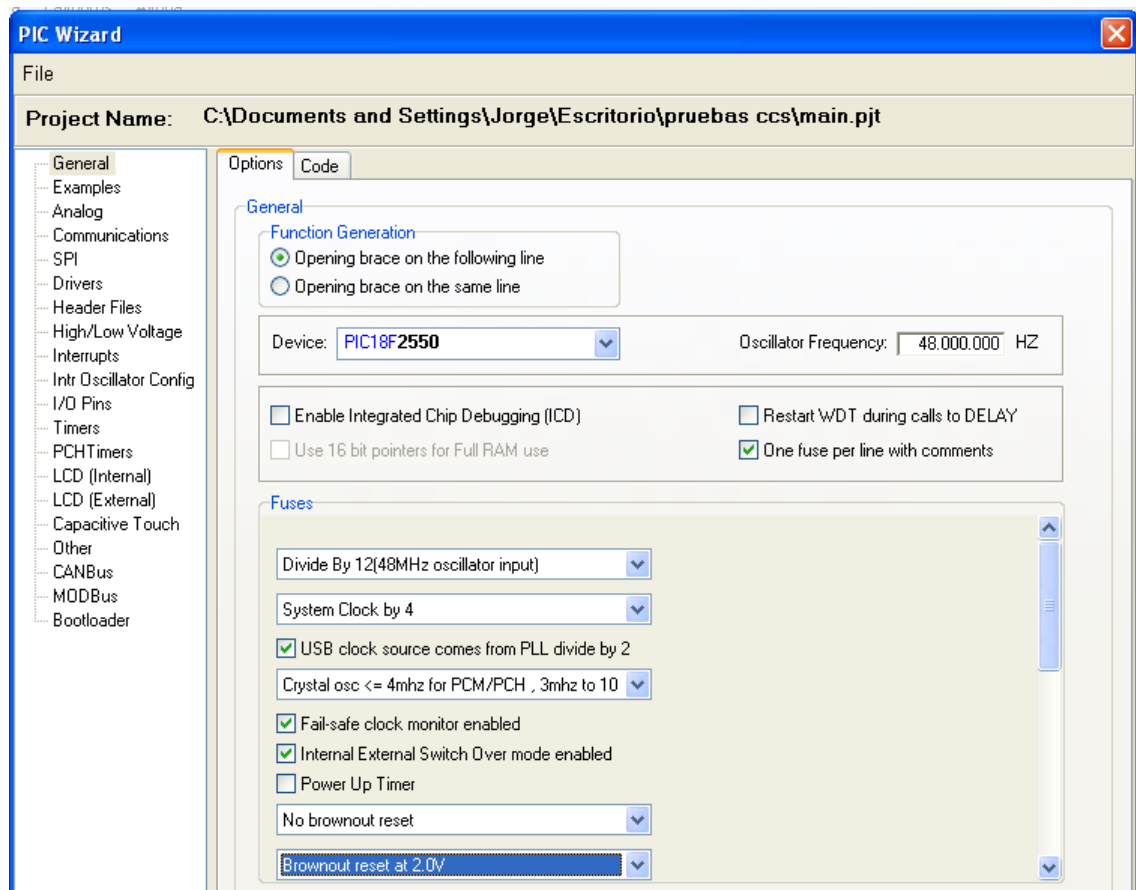 PIC Wizard
File
Project Name: C:\Documents and Settings\Jorge\Escritorio\pruebas ccs\main.pjt
General
Examples
Analog
Communications
SPI
Drivers
Header Files
High/Low Voltage
Interrupts
Intr Oscillator Config
I/O Pins
Timers
PCHTimers
LCD (Internal)
LCD (External)
Capacitive Touch
Other
CANBus
MODBus
Bootloader
Options Code
General
Function Generation
Opening brace on the following line
Opening brace on the same line
Device: PIC18F2550 Oscillator Frequency: 48.000.000 HZ
Enable Integrated Chip Debugging (ICD) Restart WDT during calls to DELAY
Use 16 bit pointers for Full RAM use One fuse per line with comments
Fuses
Divide By 12(48MHz oscillator input)
System Clock by 4
USB clock source comes from PLL divide by 2
Crystal osc <= 4mhz for PCM/PCH , 3mhz to 10
Fail-safe clock monitor enabled
Internal External Switch Over mode enabled
Power Up Timer
No brownout reset
Brownout reset at 2.0V